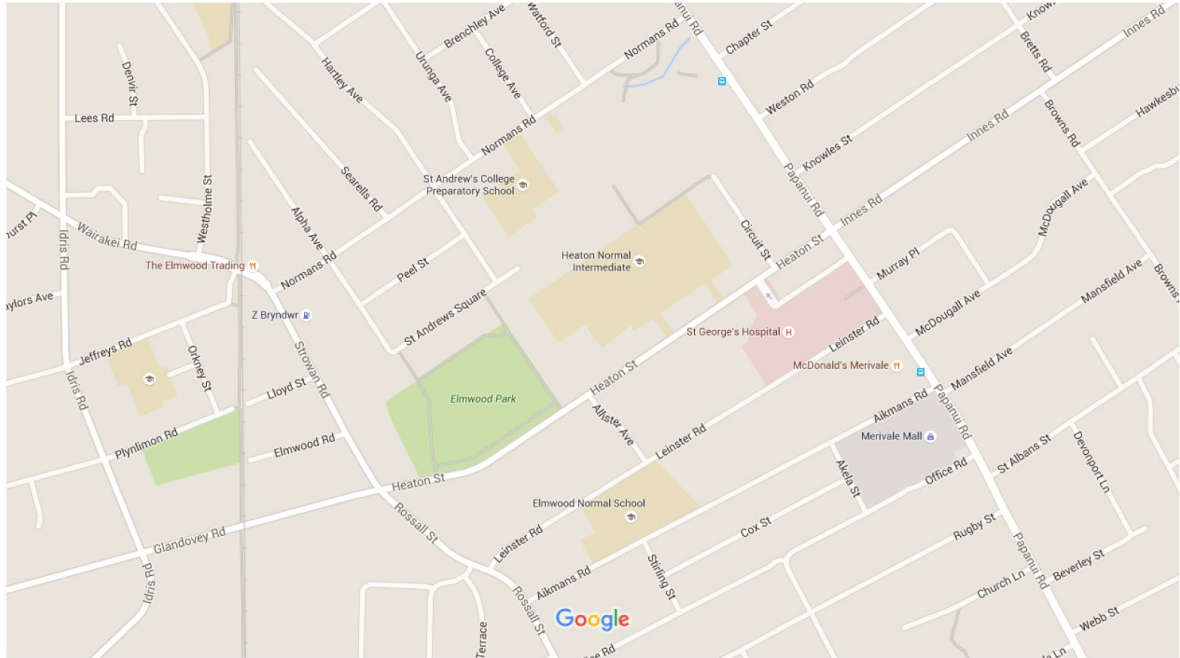 Brenchley Ave
Watford St
Normans Rd
Papanui Rd
Chapter St
Bretts Rd
Innes Rd
Denvir St
Hartley Ave
Urunga Ave
College Ave
Weston Rd
Lees Rd
Normans Rd
Knowles St
Innes Rd
Browns Rd
Searells Rd
St Andrew's College
Preparatory School
Papanui Rd
Westholme St
Alpha Ave
McDougall Ave
Idris Rd
Wairakei Rd
Circuit St
Innes Rd
Heaton St
The Elmwood Trading
Normans Rd
Peel St
Heaton Normal
Intermediate
Murray Pl
Mansfield Ave
Z Bryndwr
St Andrews Square
St George's Hospital
Leinster Rd
McDougall Ave
Jeffreys Rd
Orkney St
Strowan Rd
Heaton St
McDonald's Merivale
Mansfield Ave
Idris Rd
Lloyd St
Elmwood Park
Allister Ave
Aikmans Rd
Papanui Rd
Plynlimon Rd
Elmwood Rd
Leinster Rd
Merivale Mall
St Albans St
Devonport Ln
Heaton St
Akela St
Office Rd
Elmwood Normal School
Rossall St
Cox St
Rugby St
Glandovey Rd
Leinster Rd
Papanui Rd
Idris Rd
Aikmans Rd
Stirling St
Church Ln
Beverley St
Rossall St
Google
Webb St
Terrace